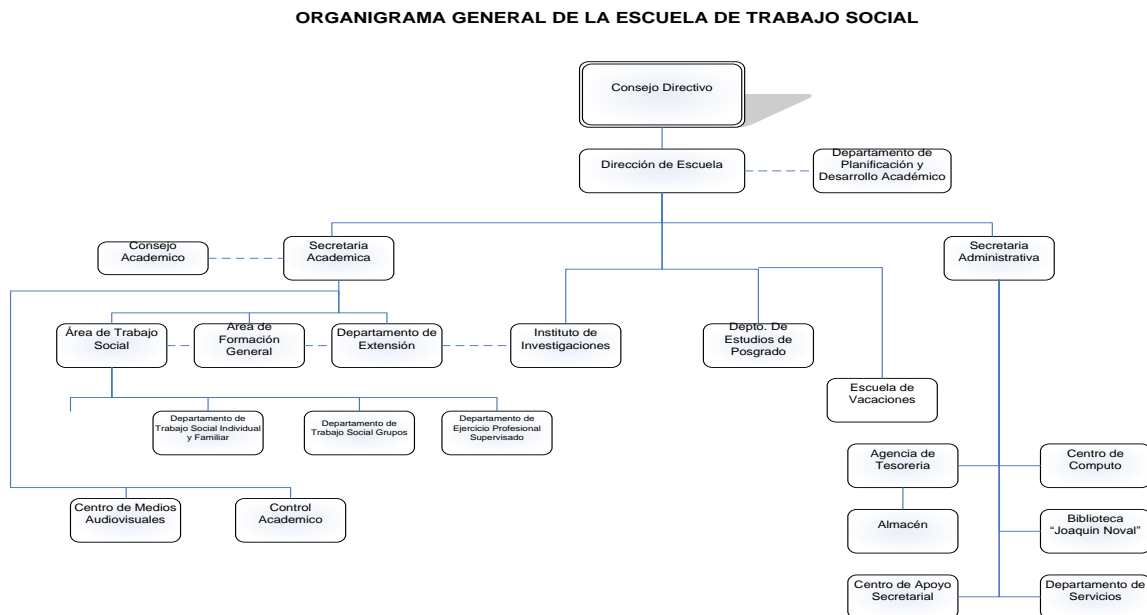 ORGANIGRAMA GENERAL DE LA ESCUELA DE TRABAJO SOCIAL
Consejo Directivo
Dirección de Escuela
Departamento de
Planificación y
Desarrollo Académico
Consejo
Academico
Secretaria
Academica
Secretaria
Administrativa
Área de Trabajo
Social
Area de
Formación
General
Departamento de
Extensión
Instituto de
Investigaciones
Depto. De
Estudios de
Posgrado
Escuela de
Vacaciones
Departamento de
Trabajo Social Individual
y Familiar
Departamento de
Trabajo Social Grupos
Departamento de
Ejercicio Profesional
Supervisado
Agencia de
Tesoreria
Centro de
Computo
Centro de Medios
Audiovisuales
Control
Academico
Almacén
Biblioteca
“Joaquin Noval”
Centro de Apoyo
Secretarial
Departamento de
Servicios